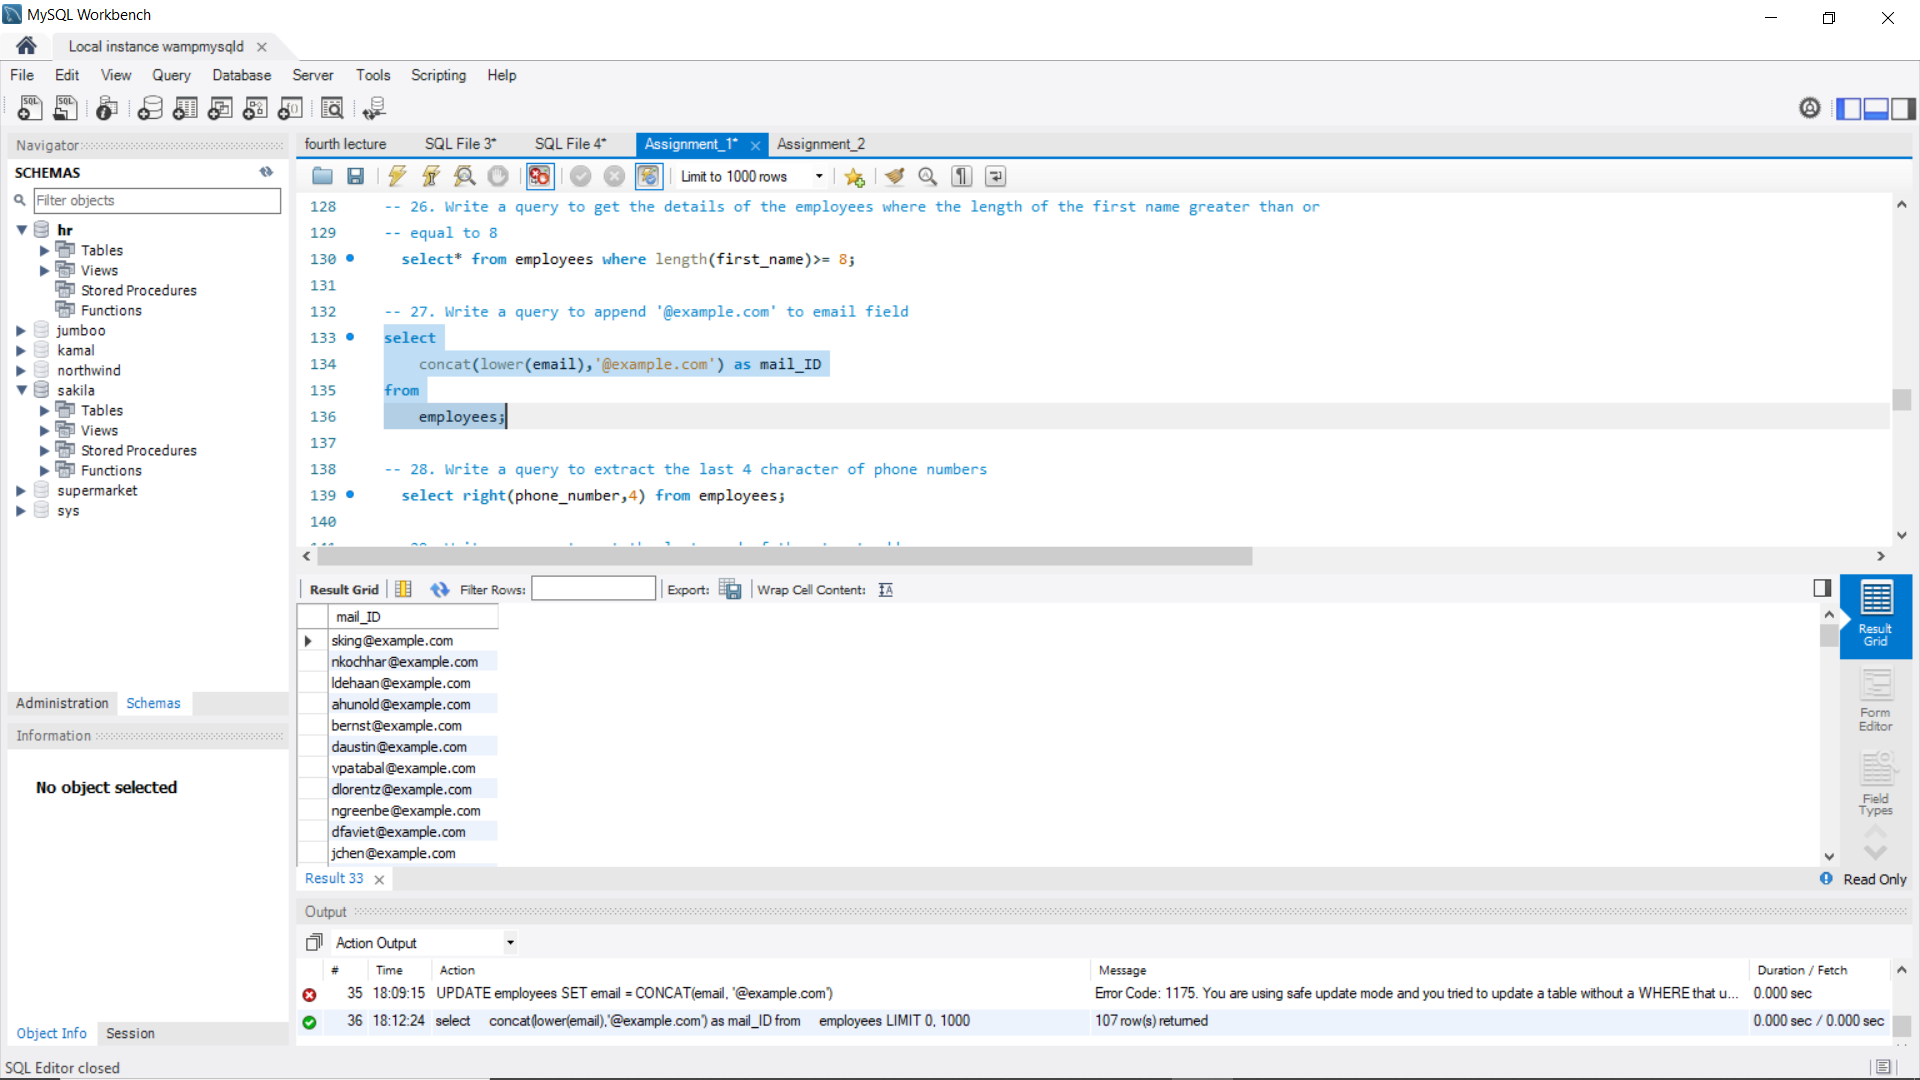 MySQL Workbench
Local instance wampmysqld
File Edit View Query Database Server Tools Scripting Help
Navigator
SCHEMAS
Filter objects
hr
Tables
Views
Stored Procedures
Functions
jumboo
kamal
northwind
sakila
Tables
Views
Stored Procedures
Functions
supermarket
sys
Administration Schemas
Information
No object selected
Object Info Session
fourth lecture SQL File 3* SQL File 4* Assignment_1* Assignment_2
Limit to 1000 rows
128 -- 26. Write a query to get the details of the employees where the length of the first name greater than or
129 -- equal to 8
130 select* from employees where length(first_name)>= 8;
131
132 -- 27. Write a query to append '@example.com' to email field
133 select
134 concat(lower(email),'@example.com') as mail_ID
135 from
136 employees;
137
138 -- 28. Write a query to extract the last 4 character of phone numbers
139 select right(phone_number,4) from employees;
140
Result Grid Filter Rows: Export: Wrap Cell Content:
mail_ID
sking@example.com
nkochhar@example.com
ldehaan@example.com
ahunold@example.com
bernst@example.com
daustin@example.com
vpatabal@example.com
dlorentz@example.com
ngreenbe@example.com
dfaviet@example.com
jchen@example.com
Result Grid
Form Editor
Field Types
Result 33
Read Only
Output
Action Output
# Time Action Message Duration / Fetch
35 18:09:15 UPDATE employees SET email = CONCAT(email, '@example.com') Error Code: 1175. You are using safe update mode and you tried to update a table without a WHERE that u... 0.000 sec
36 18:12:24 select concat(lower(email),'@example.com') as mail_ID from employees LIMIT 0, 1000 107 row(s) returned 0.000 sec / 0.000 sec
SQL Editor closed